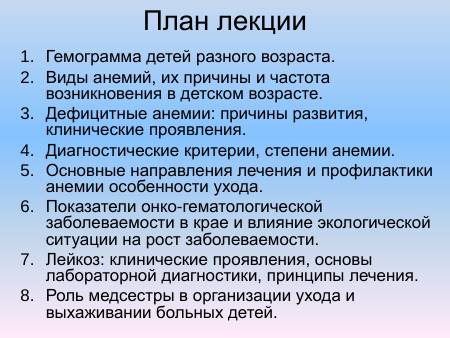 План лекции
1. Гемограмма детей разного возраста.
2. Виды анемий, их причины и частота
возникновения в детском возрасте.
3. Дефицитные анемии: причины развития,
клинические проявления.
4. Диагностические критерии, степени анемии.
5. Основные направления лечения и профилактики
анемии особенности ухода.
6. Показатели онко-гематологической
заболеваемости в крае и влияние экологической
ситуации на рост заболеваемости.
7. Лейкоз: клинические проявления, основы
лабораторной диагностики, принципы лечения.
8. Роль медсестры в организации ухода и
выхаживании больных детей.